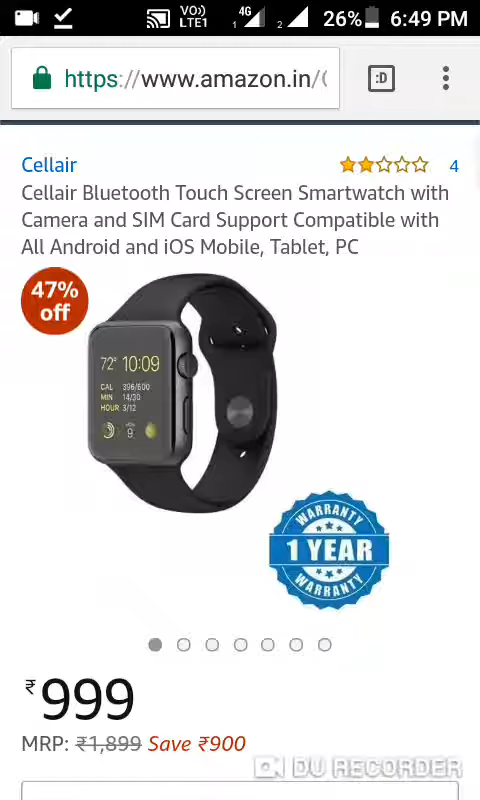 VO)) LTE1 1 4G 2 26% 6:49 PM
https://www.amazon.in/
:D
Cellair 4
Cellair Bluetooth Touch Screen Smartwatch with
Camera and SIM Card Support Compatible with
All Android and iOS Mobile, Tablet, PC
47%
off
72° 10:09
CAL 396/600
MIN 14/30
HOUR 3/12
9
WARRANTY
1 YEAR
WARRANTY
₹999
MRP: ₹1,899 Save ₹900
DU RECORDER